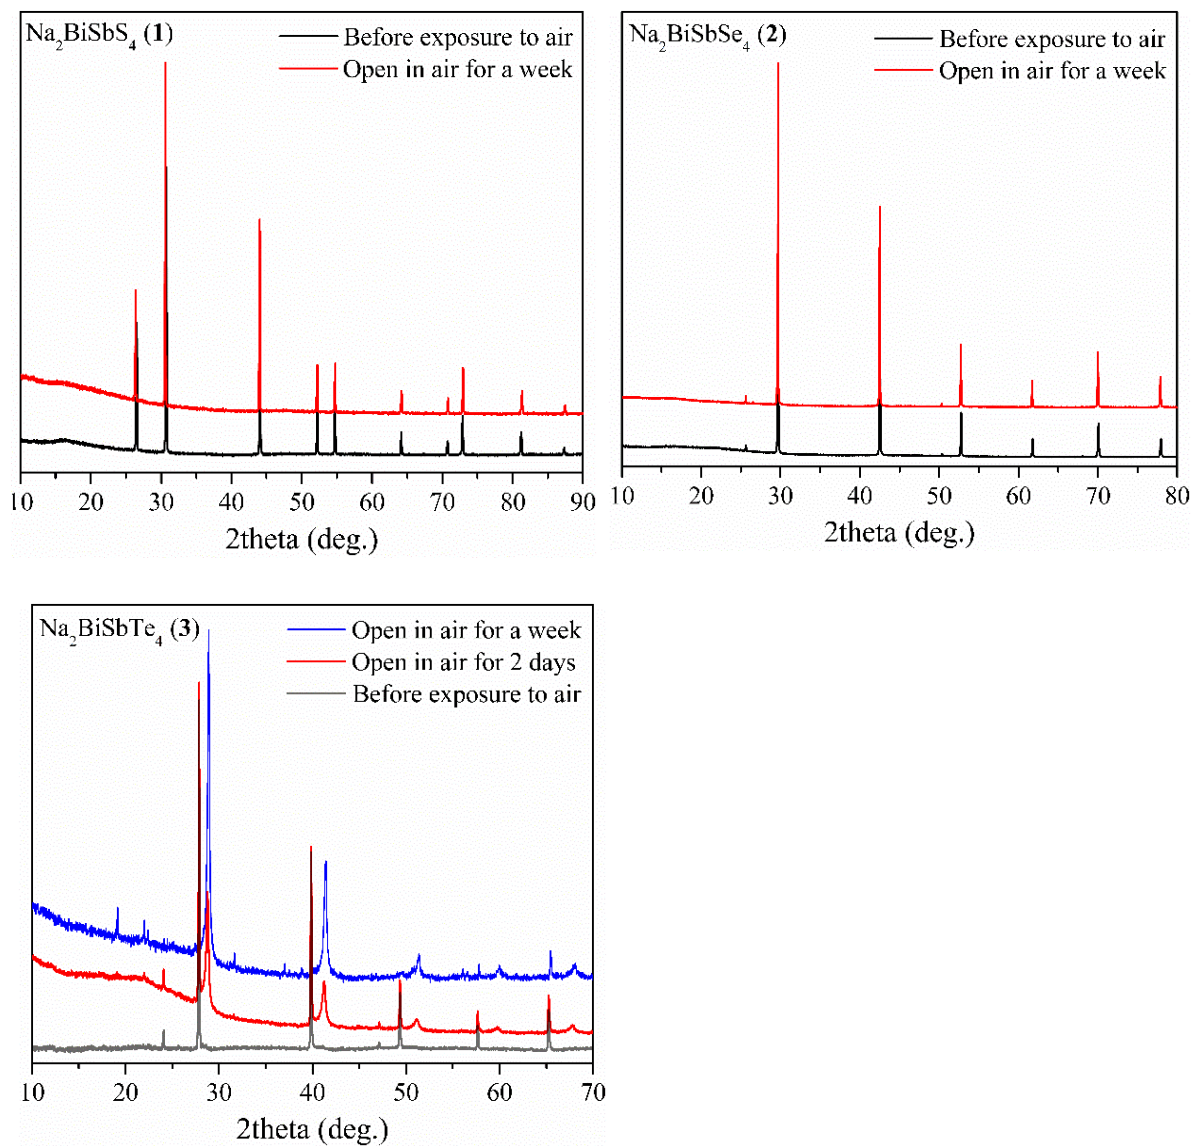 Na₂BiSbS₄ (1)
Before exposure to air
Open in air for a week
10 20 30 40 50 60 70 80 90
2theta (deg.)
Na₂BiSbSe₄ (2)
Before exposure to air
Open in air for a week
10 20 30 40 50 60 70 80
2theta (deg.)
Na₂BiSbTe₄ (3)
Open in air for a week
Open in air for 2 days
Before exposure to air
10 20 30 40 50 60 70
2theta (deg.)